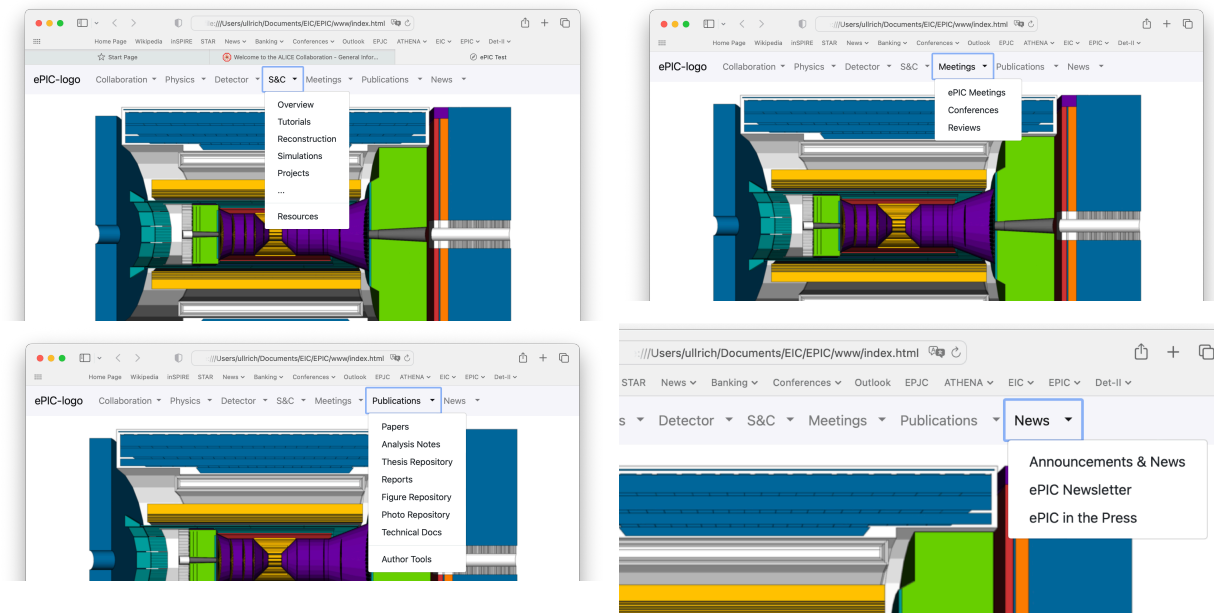 ///Users/ullrich/Documents/EIC/EPIC/www/index.html
Home Page Wikipedia inSPIRE STAR News Banking Conferences Outlook EPJC ATHENA EIC EPIC Det-II
Start Page Welcome to the ALICE Collaboration - General Infor... ePIC Test
ePIC-logo Collaboration Physics Detector S&C Meetings Publications News
Overview
Tutorials
Reconstruction
Simulations
Projects
...
Resources
///Users/ullrich/Documents/EIC/EPIC/www/index.html
Home Page Wikipedia inSPIRE STAR News Banking Conferences Outlook EPJC ATHENA EIC EPIC Det-II
ePIC-logo Collaboration Physics Detector S&C Meetings Publications News
ePIC Meetings
Conferences
Reviews
///Users/ullrich/Documents/EIC/EPIC/www/index.html
Home Page Wikipedia inSPIRE STAR News Banking Conferences Outlook EPJC ATHENA EIC EPIC Det-II
ePIC-logo Collaboration Physics Detector S&C Meetings Publications News
Papers
Analysis Notes
Thesis Repository
Reports
Figure Repository
Photo Repository
Technical Docs
Author Tools
///Users/ullrich/Documents/EIC/EPIC/www/index.html
STAR News Banking Conferences Outlook EPJC ATHENA EIC EPIC Det-II
s Detector S&C Meetings Publications News
Announcements & News
ePIC Newsletter
ePIC in the Press